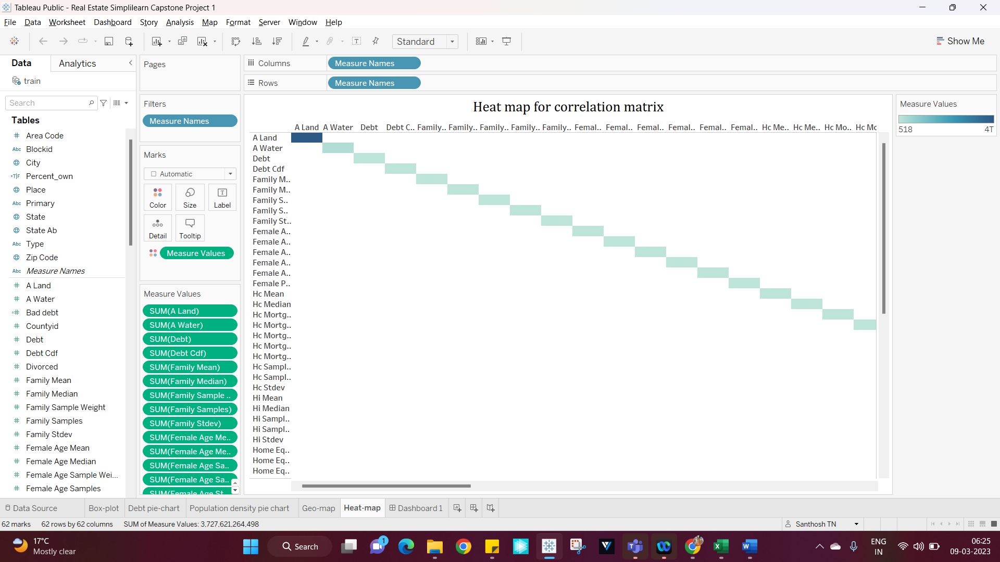 Tableau Public - Real Estate Simplilearn Capstone Project 1
File Data Worksheet Dashboard Story Analysis Map Format Server Window Help
Standard
Show Me
Data
Analytics
train
Search
Tables
# Area Code
Abc Blockid
City
=T|F Percent_own
Place
Abc Primary
State
State Ab
Abc Type
Zip Code
Abc Measure Names
# A Land
# A Water
=# Bad debt
# Countyid
# Debt
# Debt Cdf
# Divorced
# Family Mean
# Family Median
# Family Sample Weight
# Family Samples
# Family Stdev
# Female Age Mean
# Female Age Median
# Female Age Sample Wei...
# Female Age Samples
Pages
Filters
Measure Names
Marks
Automatic
Color Size Label
Detail Tooltip
Measure Values
Measure Values
SUM(A Land)
SUM(A Water)
SUM(Debt)
SUM(Debt Cdf)
SUM(Family Mean)
SUM(Family Median)
SUM(Family Sample ..
SUM(Family Samples)
SUM(Family Stdev)
SUM(Female Age Me..
SUM(Female Age Me..
SUM(Female Age Sa..
SUM(Female Age Sa..
SUM(Female Age St
Columns Measure Names
Rows Measure Names
Heat map for correlation matrix
A Land A Water Debt Debt C.. Family.. Family.. Family.. Family.. Family.. Femal.. Femal.. Femal.. Femal.. Femal.. Femal.. Hc Me.. Hc Me.. Hc Mo.. Hc Mc
A Land
A Water
Debt
Debt Cdf
Family M..
Family M..
Family S..
Family S..
Family St..
Female A..
Female A..
Female A..
Female A..
Female A..
Female P..
Hc Mean
Hc Median
Hc Mortg..
Hc Mortg..
Hc Mortg..
Hc Mortg..
Hc Mortg..
Hc Sampl..
Hc Sampl..
Hc Stdev
Hi Mean
Hi Median
Hi Sampl..
Hi Sampl..
Hi Stdev
Home Eq..
Home Eq..
Home Eq..
Measure Values
518 4T
Data Source Box-plot Debt pie-chart Population density pie chart Geo-map Heat-map Dashboard 1
62 marks 62 rows by 62 columns SUM of Measure Values: 3,727,621,264,498
Santhosh TN
17°C
Mostly clear
Search
1
ENG
IN
06:25
09-03-2023